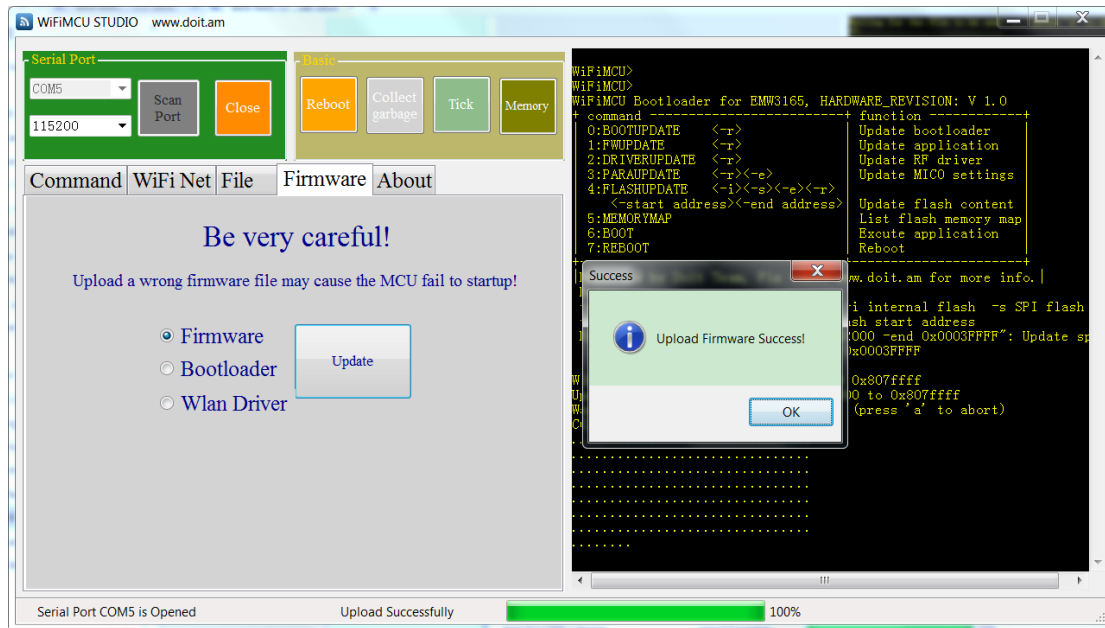 WiFiMCU STUDIO www.doit.am
Serial Port
COM5
Scan Port
Close
115200
Basic
Reboot
Collect garbage
Tick
Memory
Command WiFi Net File Firmware About
Be very careful!
Upload a wrong firmware file may cause the MCU fail to startup!
Firmware
Bootloader
Wlan Driver
Update
WiFiMCU>
WiFiMCU>
WiFiMCU Bootloader for EMW3165, HARDWARE_REVISION: V 1.0
+ command --------------------------+ function ------------+
| 0:BOOTUPDATE <-r> | Update bootloader |
| 1:FWUPDATE <-r> | Update application |
| 2:DRIVERUPDATE <-r> | Update RF driver |
| 3:PARAUPDATE <-r><-e> | Update MICO settings |
| 4:FLASHUPDATE <-i><-s><-e><-r>
| <-start address><-end address>| Update flash content |
| 5:MEMORYMAP | List flash memory map|
| 6:BOOT | Excute application |
| 7:REBOOT | Reboot |
w.doit.am for more info. |
i internal flash -s SPI flash
sh start address
000 -end 0x0003FFFF": Update sp
0x0003FFFF
0x807ffff
00 to 0x807ffff
(press 'a' to abort)
Success
Upload Firmware Success!
OK
Serial Port COM5 is Opened
Upload Successfully
100%